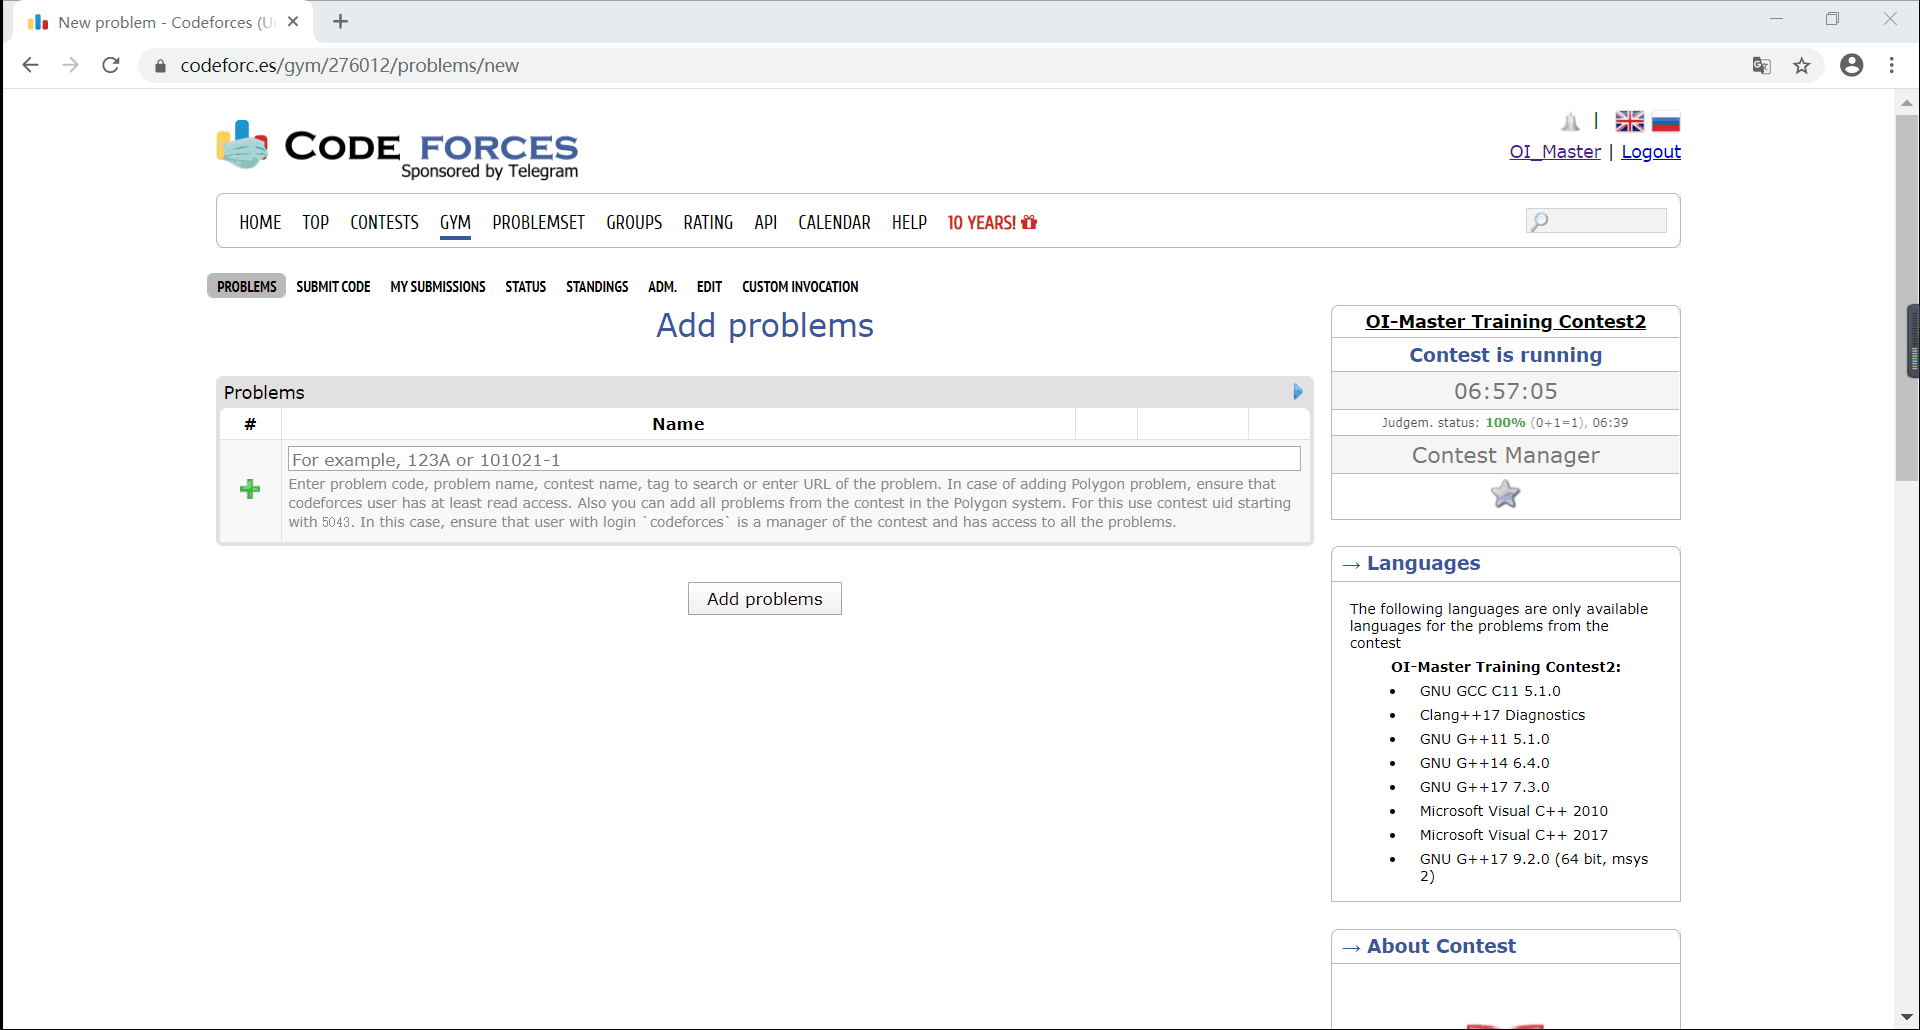 New problem - Codeforces (U
codeforc.es/gym/276012/problems/new
CODE FORCES
Sponsored by Telegram
|
OI_Master | Logout
HOME TOP CONTESTS GYM PROBLEMSET GROUPS RATING API CALENDAR HELP 10 YEARS!
PROBLEMS SUBMIT CODE MY SUBMISSIONS STATUS STANDINGS ADM. EDIT CUSTOM INVOCATION
Add problems
Problems
# Name
For example, 123A or 101021-1
Enter problem code, problem name, contest name, tag to search or enter URL of the problem. In case of adding Polygon problem, ensure that
codeforces user has at least read access. Also you can add all problems from the contest in the Polygon system. For this use contest uid starting
with 5043. In this case, ensure that user with login `codeforces` is a manager of the contest and has access to all the problems.
Add problems
OI-Master Training Contest2
Contest is running
06:57:05
Judgem. status: 100% (0+1=1), 06:39
Contest Manager
→ Languages
The following languages are only available
languages for the problems from the
contest
OI-Master Training Contest2:
• GNU GCC C11 5.1.0
• Clang++17 Diagnostics
• GNU G++11 5.1.0
• GNU G++14 6.4.0
• GNU G++17 7.3.0
• Microsoft Visual C++ 2010
• Microsoft Visual C++ 2017
• GNU G++17 9.2.0 (64 bit, msys
2)
→ About Contest